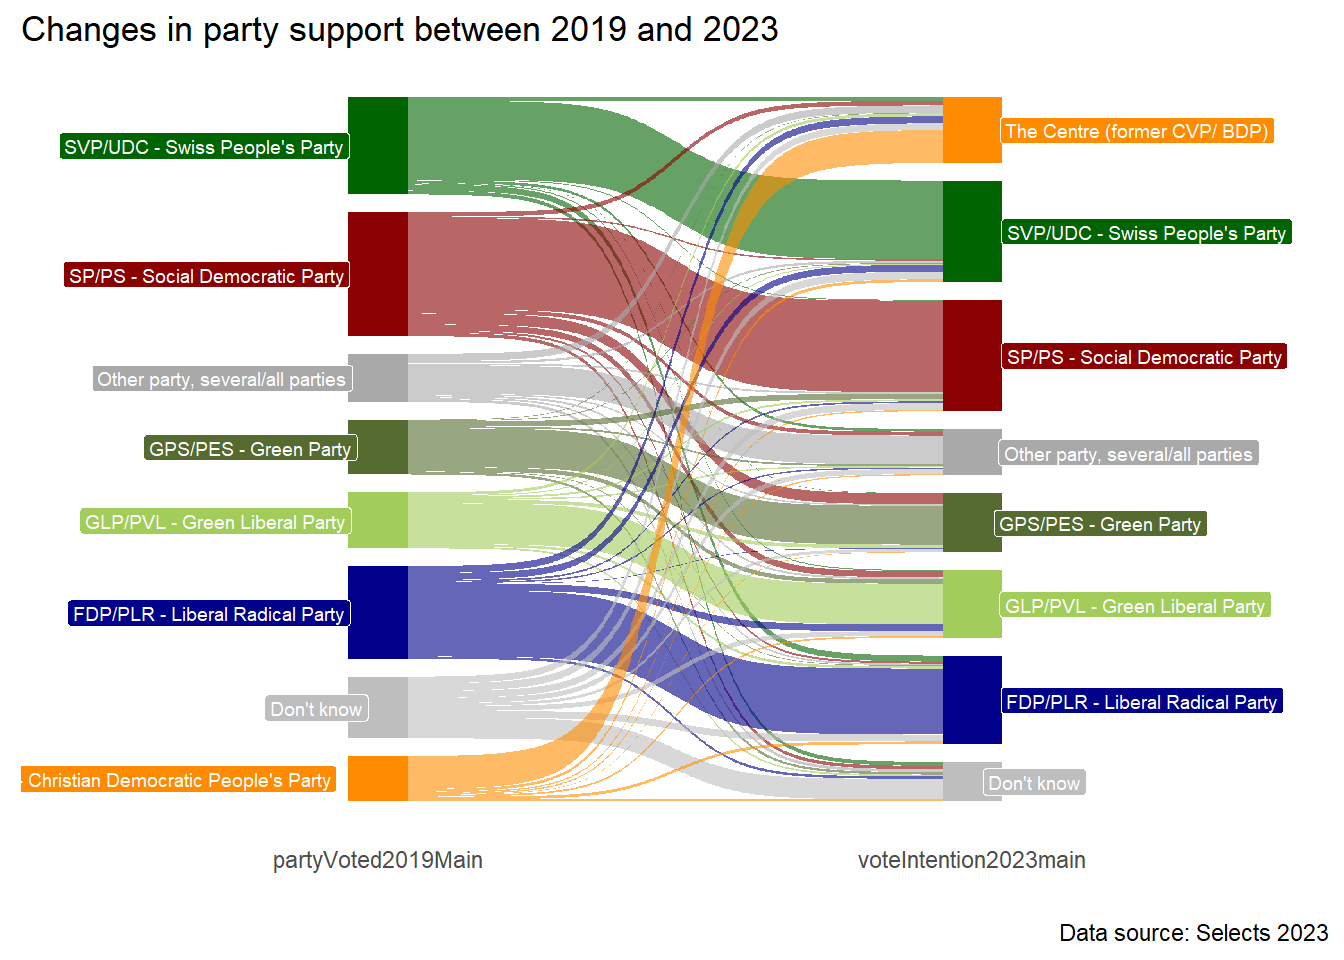 Changes in party support between 2019 and 2023
SVP/UDC - Swiss People's Party
SP/PS - Social Democratic Party
Other party, several/all parties
GPS/PES - Green Party
GLP/PVL - Green Liberal Party
FDP/PLR - Liberal Radical Party
Don't know
- Christian Democratic People's Party
The Centre (former CVP/ BDP)
SVP/UDC - Swiss People's Party
SP/PS - Social Democratic Party
Other party, several/all parties
GPS/PES - Green Party
GLP/PVL - Green Liberal Party
FDP/PLR - Liberal Radical Party
Don't know
partyVoted2019Main
voteIntention2023main
Data source: Selects 2023